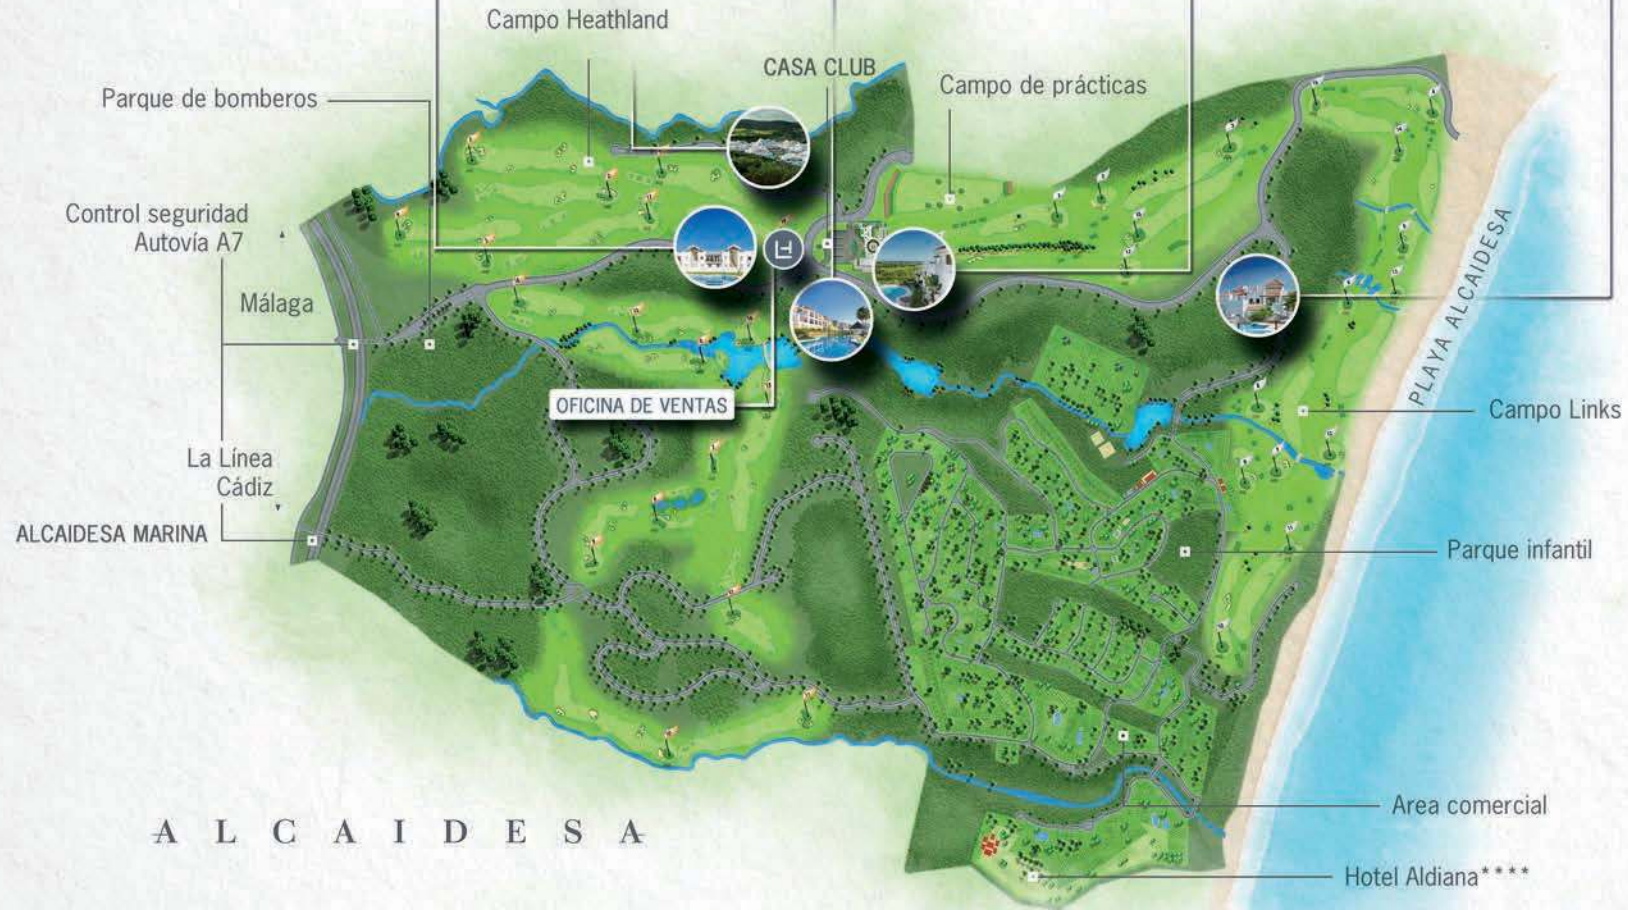 Campo Heathland
CASA CLUB
Campo de prácticas
Parque de bomberos
Control seguridad
Autovía A7
Málaga
PLAYA ALCAIDESA
OFICINA DE VENTAS
Campo Links
La Línea
Cádiz
ALCAIDESA MARINA
Parque infantil
Area comercial
ALCAIDESA
Hotel Aldiana****